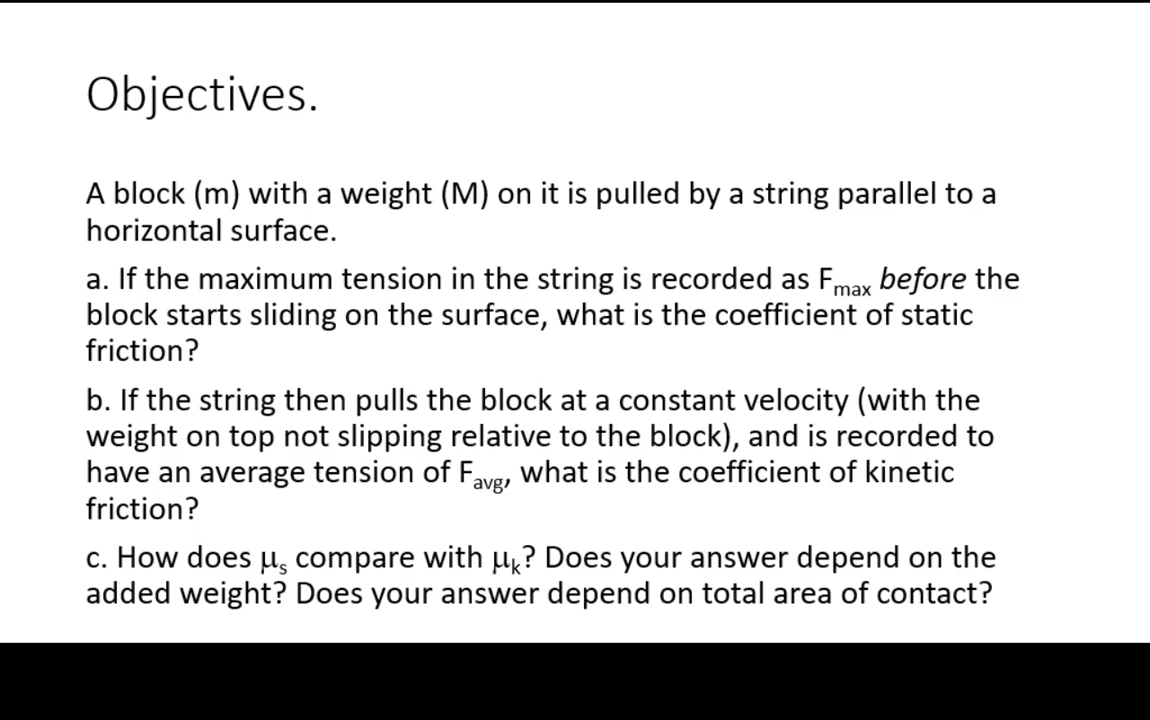 Objectives.
A block (m) with a weight (M) on it is pulled by a string parallel to a
horizontal surface.
a. If the maximum tension in the string is recorded as Fmax before the
block starts sliding on the surface, what is the coefficient of static
friction?
b. If the string then pulls the block at a constant velocity (with the
weight on top not slipping relative to the block), and is recorded to
have an average tension of Favg, what is the coefficient of kinetic
friction?
c. How does μs compare with μk? Does your answer depend on the
added weight? Does your answer depend on total area of contact?